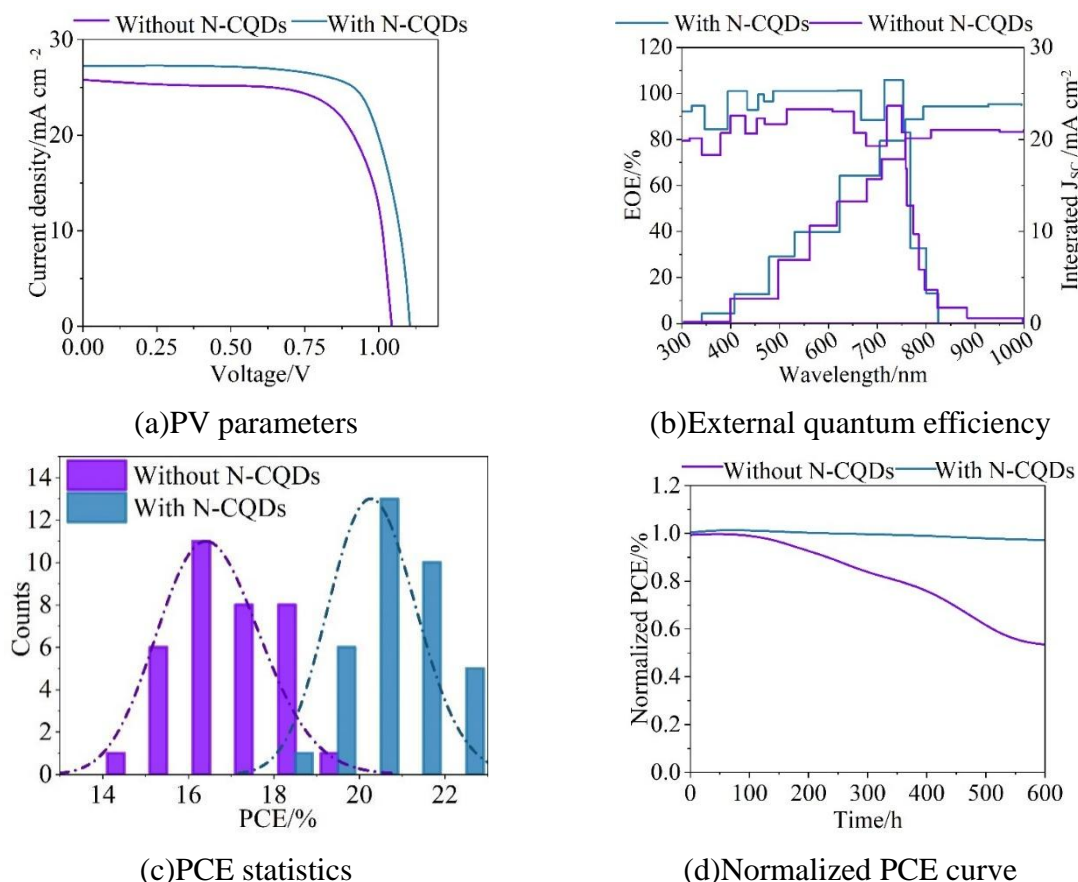 Without N-CQDs With N-CQDs
30
20
10
0
Current density/mA cm -2
0.00 0.25 0.50 0.75 1.00
Voltage/V
(a)PV parameters
With N-CQDs Without N-CQDs
120
100
80
60
40
20
0
EOE/%
30
20
10
0
Integrated JSC /mA cm-2
300 400 500 600 700 800 900 1000
Wavelength/nm
(b)External quantum efficiency
Without N-CQDs
With N-CQDs
15
13
11
9
8
6
4
2
0
Counts
14 16 18 20 22
PCE/%
(c)PCE statistics
Without N-CQDs With N-CQDs
1.2
1.0
0.8
0.6
0.4
0.2
0.0
Normalized PCE/%
0 100 200 300 400 500 600
Time/h
(d)Normalized PCE curve